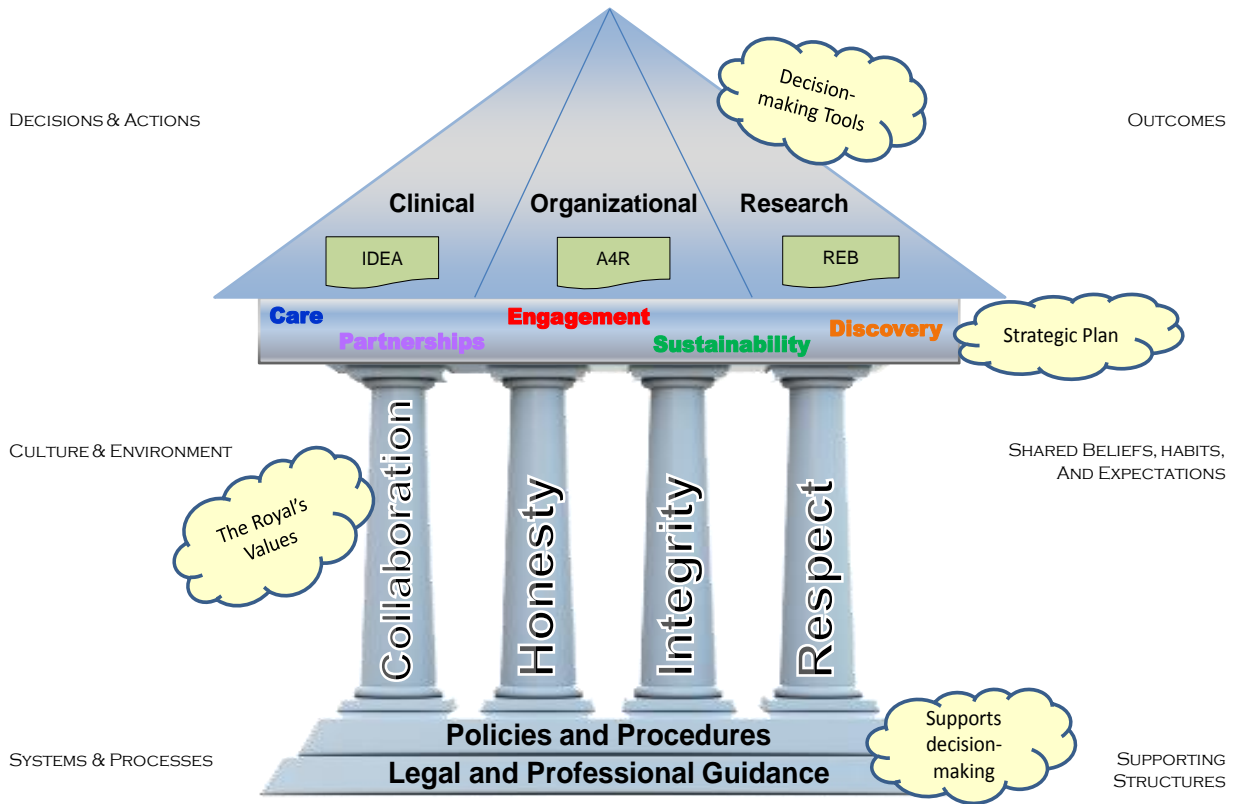 Decision-
making Tools
DECISIONS & ACTIONS
OUTCOMES
Clinical
Organizational
Research
IDEA
A4R
REB
Care
Engagement
Discovery
Partnerships
Sustainability
Strategic Plan
CULTURE & ENVIRONMENT
SHARED BELIEFS, HABITS,
AND EXPECTATIONS
The Royal's
Values
Collaboration
Honesty
Integrity
Respect
Policies and Procedures
Legal and Professional Guidance
Supports
decision-
making
SYSTEMS & PROCESSES
SUPPORTING
STRUCTURES